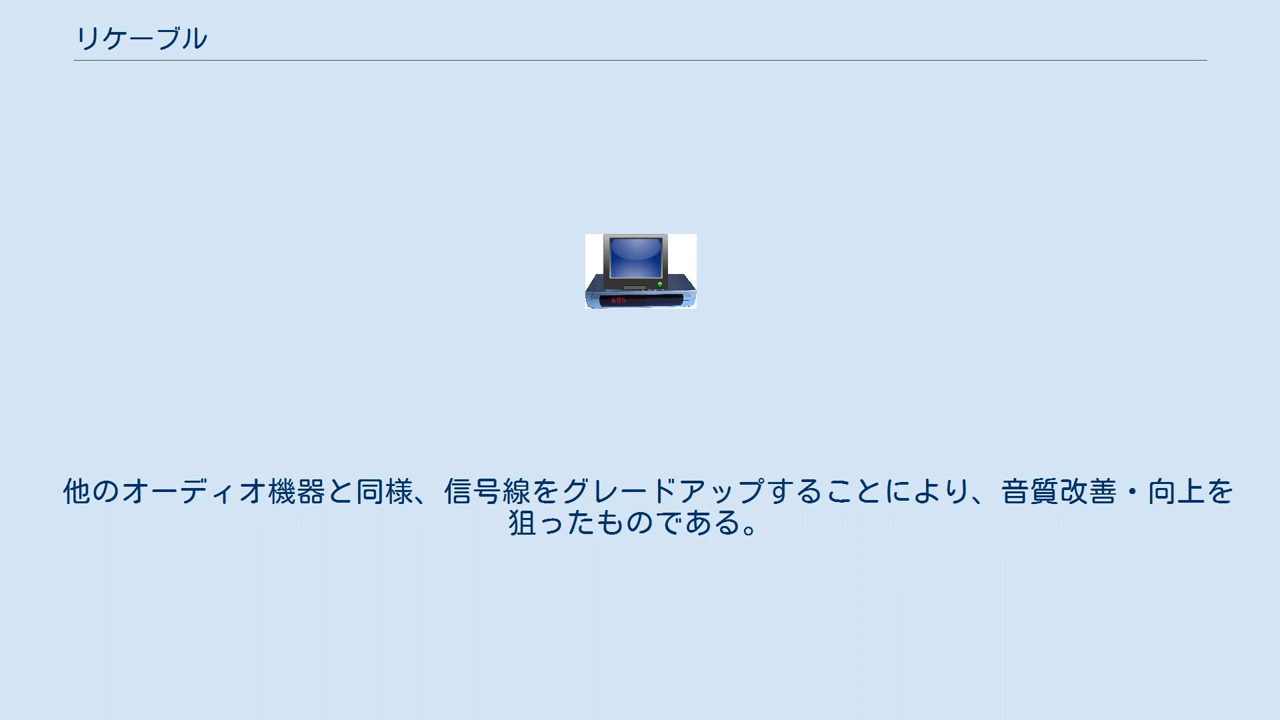 リケーブル
他のオーディオ機器と同様、信号線をグレードアップすることにより、音質改善・向上を
狙ったものである。